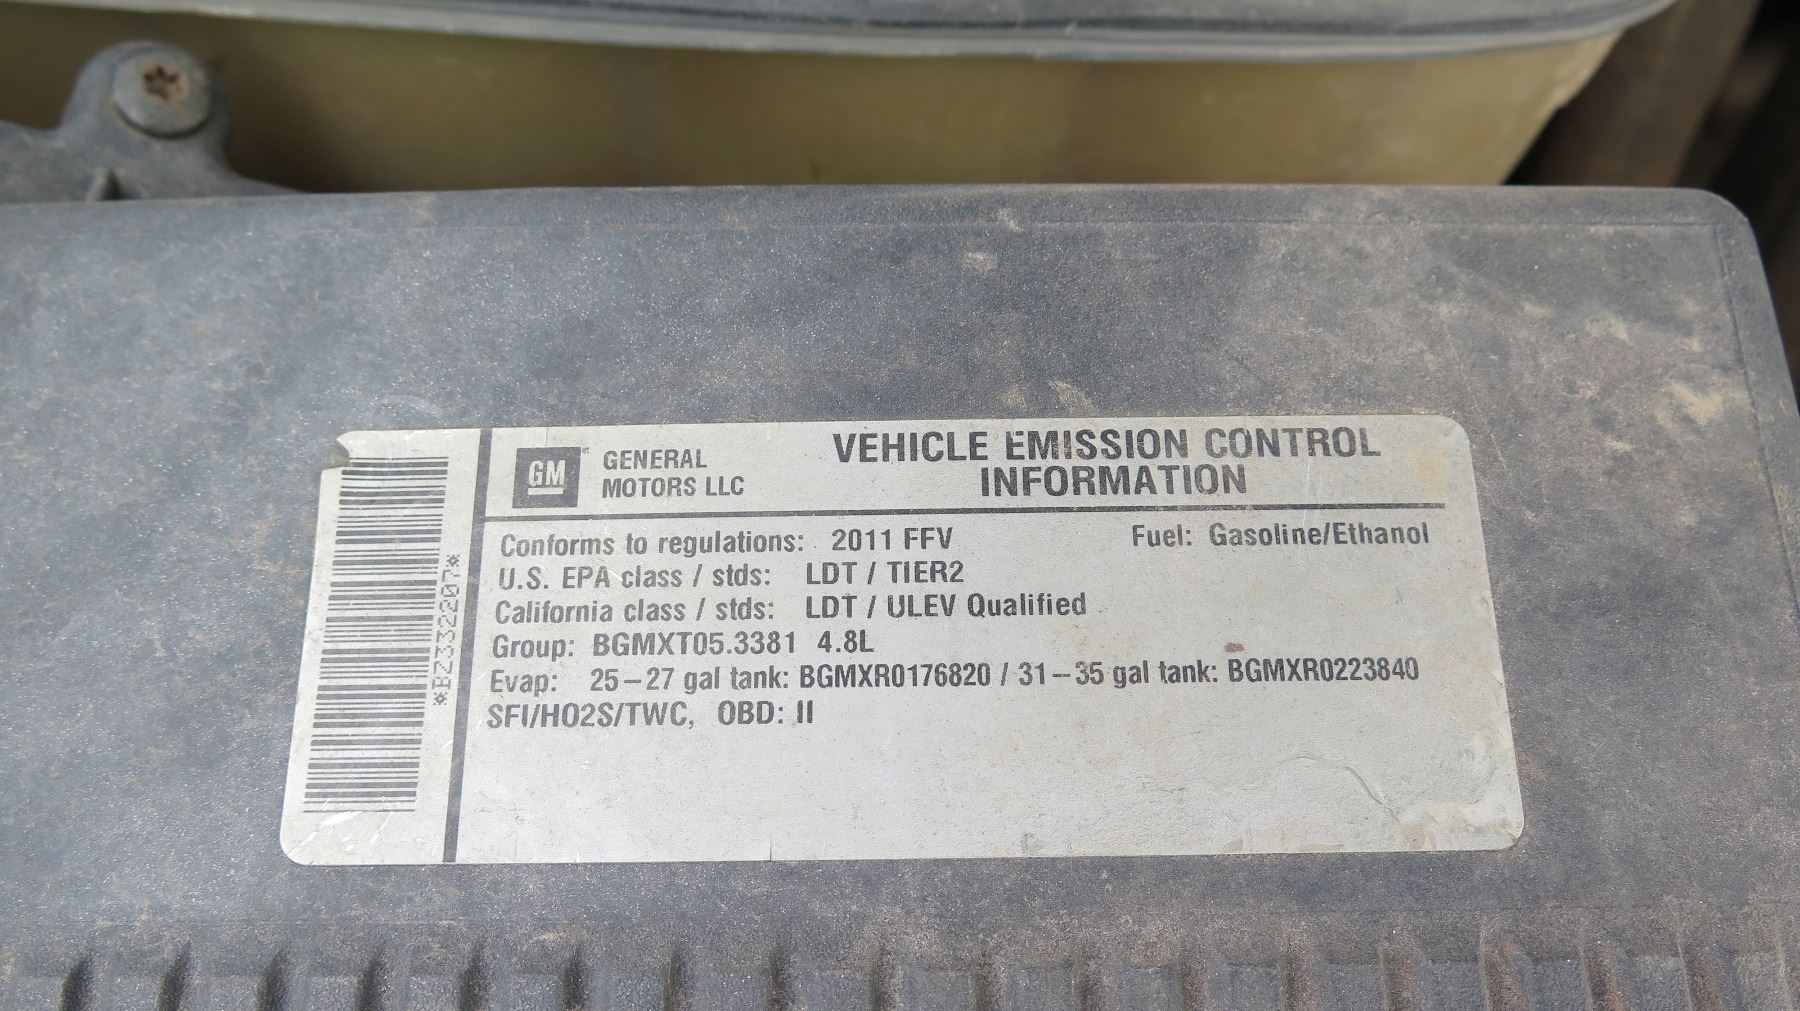 GM
GENERAL
MOTORS LLC
VEHICLE EMISSION CONTROL
INFORMATION
Conforms to regulations: 2011 FFV Fuel: Gasoline/Ethanol
U.S. EPA class / stds: LDT / TIER2
California class / stds: LDT / ULEV Qualified
Group: BGMXT05.3381 4.8L
Evap: 25-27 gal tank: BGMXR0176820 / 31-35 gal tank: BGMXR0223840
SFI/HO2S/TWC, OBD: II
*BZ332207*